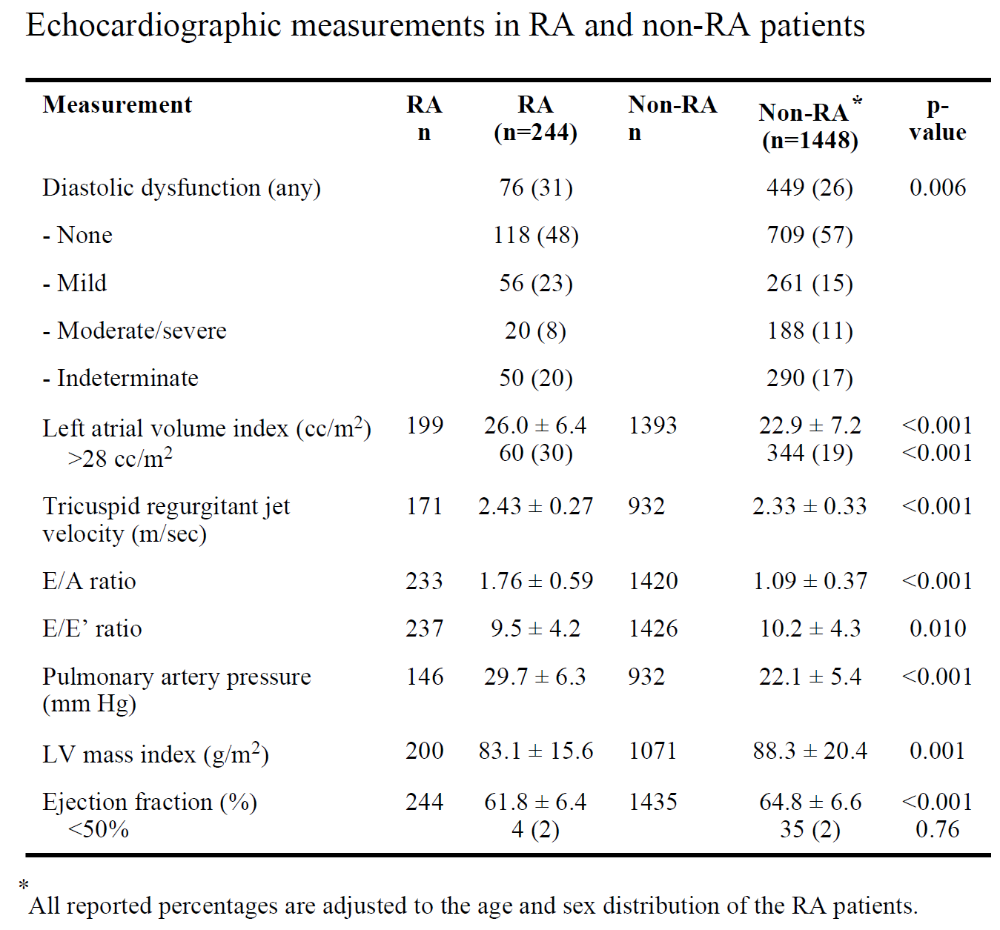 Echocardiographic measurements in RA and non-RA patients
Measurement RA n RA (n=244) Non-RA n Non-RA* (n=1448) p-value
Diastolic dysfunction (any) 76 (31) 449 (26) 0.006
- None 118 (48) 709 (57)
- Mild 56 (23) 261 (15)
- Moderate/severe 20 (8) 188 (11)
- Indeterminate 50 (20) 290 (17)
Left atrial volume index (cc/m²) 199 26.0 ± 6.4 1393 22.9 ± 7.2 <0.001
>28 cc/m² 60 (30) 344 (19) <0.001
Tricuspid regurgitant jet 171 2.43 ± 0.27 932 2.33 ± 0.33 <0.001
velocity (m/sec)
E/A ratio 233 1.76 ± 0.59 1420 1.09 ± 0.37 <0.001
E/E’ ratio 237 9.5 ± 4.2 1426 10.2 ± 4.3 0.010
Pulmonary artery pressure 146 29.7 ± 6.3 932 22.1 ± 5.4 <0.001
(mm Hg)
LV mass index (g/m²) 200 83.1 ± 15.6 1071 88.3 ± 20.4 0.001
Ejection fraction (%) 244 61.8 ± 6.4 1435 64.8 ± 6.6 <0.001
<50% 4 (2) 35 (2) 0.76
*All reported percentages are adjusted to the age and sex distribution of the RA patients.